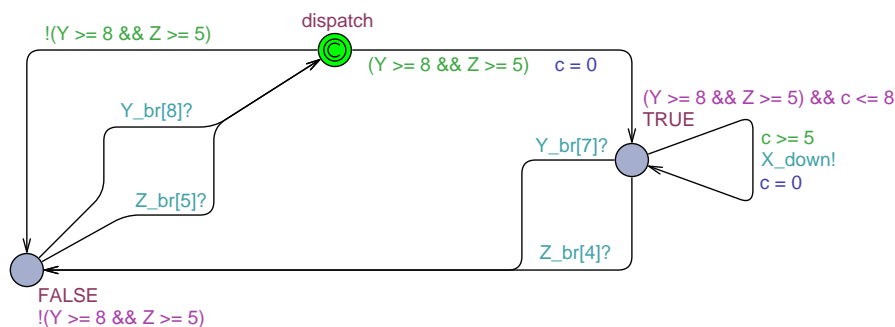 dispatch
!(Y >= 8 && Z >= 5)
(Y >= 8 && Z >= 5)
c = 0
(Y >= 8 && Z >= 5) && c <= 8
TRUE
Y_br[8]?
Y_br[7]?
c >= 5
X_down!
c = 0
Z_br[5]?
Z_br[4]?
FALSE
!(Y >= 8 && Z >= 5)